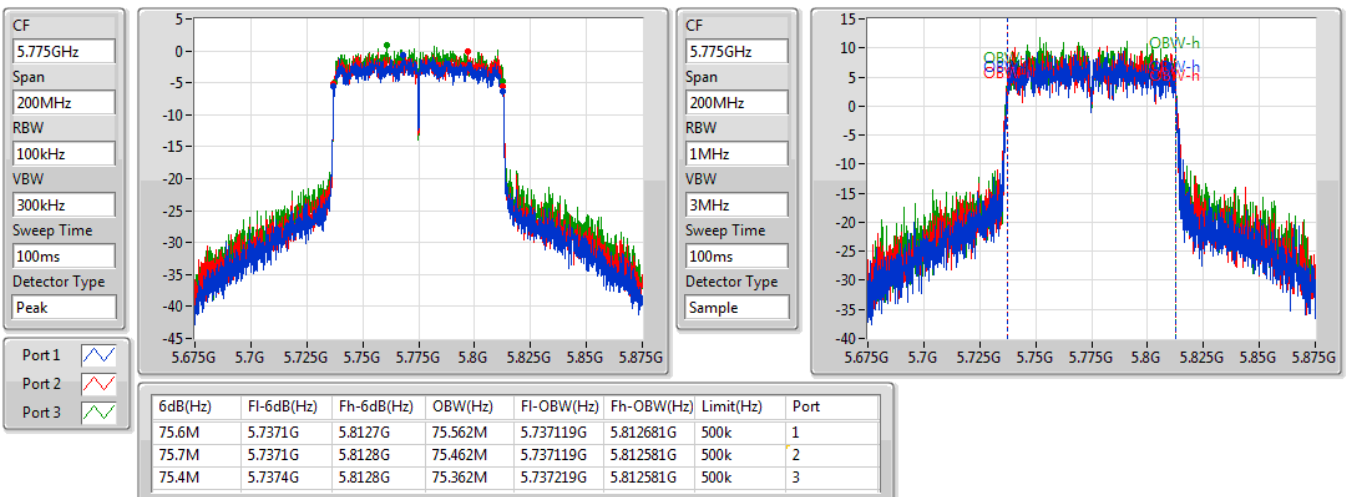 CF
5.775GHz
Span
200MHz
RBW
100kHz
VBW
300kHz
Sweep Time
100ms
Detector Type
Peak
5
0
-5
-10
-15
-20
-25
-30
-35
-40
-45
5.675G 5.7G 5.725G 5.75G 5.775G 5.8G 5.825G 5.85G 5.875G
CF
5.775GHz
Span
200MHz
RBW
1MHz
VBW
3MHz
Sweep Time
100ms
Detector Type
Sample
15
10
5
0
-5
-10
-15
-20
-25
-30
-35
-40
OBW-h
OBW-h
OBW-h
5.675G 5.7G 5.725G 5.75G 5.775G 5.8G 5.825G 5.85G 5.875G
Port 1
Port 2
Port 3
6dB(Hz) Fl-6dB(Hz) Fh-6dB(Hz) OBW(Hz) Fl-OBW(Hz) Fh-OBW(Hz) Limit(Hz) Port
75.6M 5.7371G 5.8127G 75.562M 5.737119G 5.812681G 500k 1
75.7M 5.7371G 5.8128G 75.462M 5.737119G 5.812581G 500k 2
75.4M 5.7374G 5.8128G 75.362M 5.737219G 5.812581G 500k 3